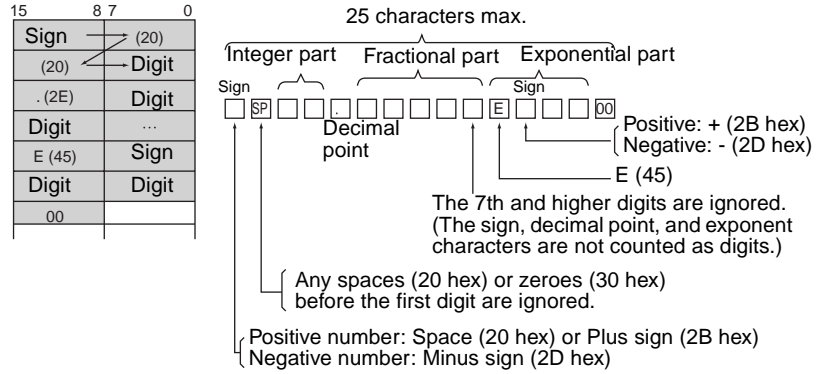 15 8 7 0
Sign (20)
(20) Digit
. (2E) Digit
Digit ...
E (45) Sign
Digit Digit
00
25 characters max.
Integer part Fractional part Exponential part
Sign Sign
SP . E 00
Decimal
point
Positive: + (2B hex)
Negative: - (2D hex)
E (45)
The 7th and higher digits are ignored.
(The sign, decimal point, and exponent
characters are not counted as digits.)
Any spaces (20 hex) or zeroes (30 hex)
before the first digit are ignored.
Positive number: Space (20 hex) or Plus sign (2B hex)
Negative number: Minus sign (2D hex)